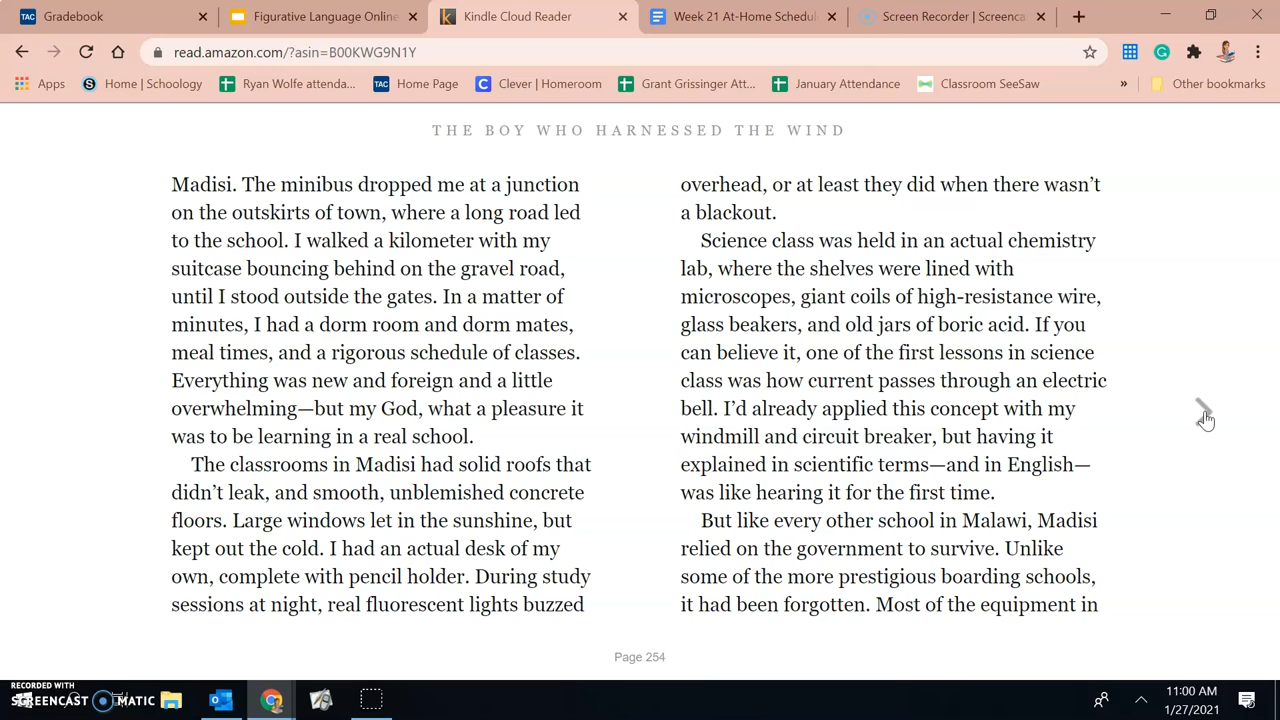 Gradebook
Figurative Language Online
Kindle Cloud Reader
Week 21 At-Home Schedul
Screen Recorder | Screenca
read.amazon.com/?asin=B00KWG9N1Y
Apps
Home | Schoology
Ryan Wolfe attenda...
TAC
Home Page
Clever | Homeroom
Grant Grissinger Att...
January Attendance
Classroom SeeSaw
Other bookmarks
THE BOY WHO HARNESSED THE WIND
Madisi. The minibus dropped me at a junction
on the outskirts of town, where a long road led
to the school. I walked a kilometer with my
suitcase bouncing behind on the gravel road,
until I stood outside the gates. In a matter of
minutes, I had a dorm room and dorm mates,
meal times, and a rigorous schedule of classes.
Everything was new and foreign and a little
overwhelming—but my God, what a pleasure it
was to be learning in a real school.
The classrooms in Madisi had solid roofs that
didn’t leak, and smooth, unblemished concrete
floors. Large windows let in the sunshine, but
kept out the cold. I had an actual desk of my
own, complete with pencil holder. During study
sessions at night, real fluorescent lights buzzed
overhead, or at least they did when there wasn’t
a blackout.
Science class was held in an actual chemistry
lab, where the shelves were lined with
microscopes, giant coils of high-resistance wire,
glass beakers, and old jars of boric acid. If you
can believe it, one of the first lessons in science
class was how current passes through an electric
bell. I’d already applied this concept with my
windmill and circuit breaker, but having it
explained in scientific terms—and in English—
was like hearing it for the first time.
But like every other school in Malawi, Madisi
relied on the government to survive. Unlike
some of the more prestigious boarding schools,
it had been forgotten. Most of the equipment in
Page 254
RECORDED WITH
SCREENCAST MATIC
11:00 AM
1/27/2021